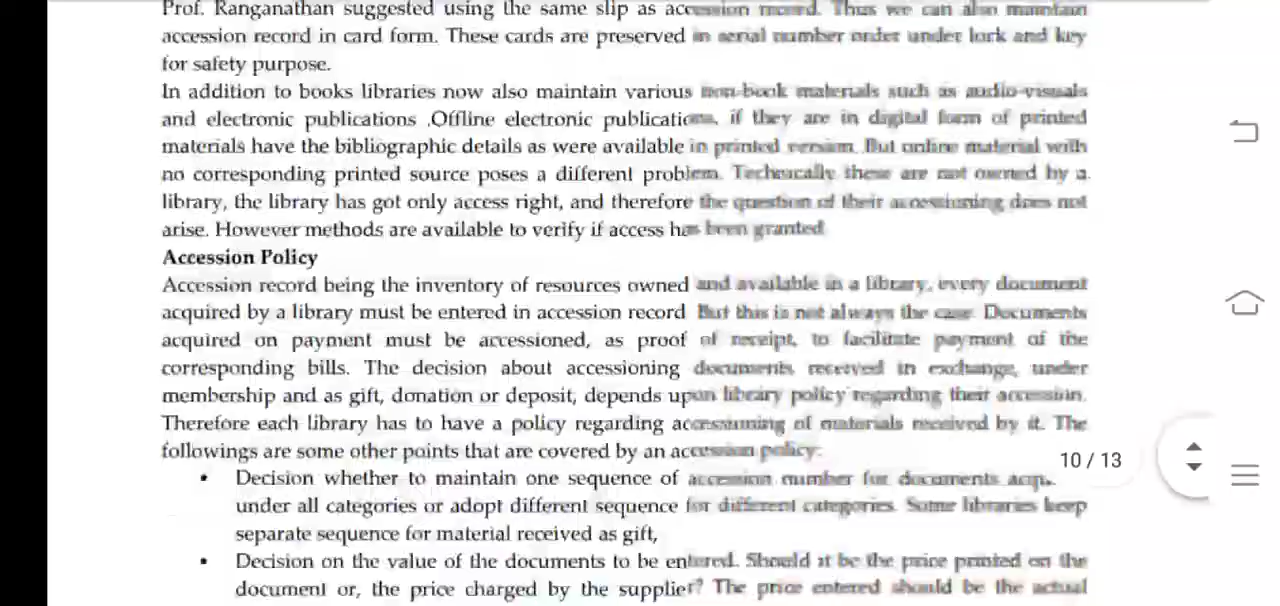 Prof. Ranganathan suggested using the same slip as accession record. Thus we can also maintain
accession record in card form. These cards are preserved in serial number order under lork and key
for safety purpose.
In addition to books libraries now also maintain various non-book materials such as audio-visuals
and electronic publications .Offline electronic publications, if they are in digital form of printed
materials have the bibliographic details as were available in printed version. But online material with
no corresponding printed source poses a different problem. Techncally these are not owned by a
library, the library has got only access right, and therefore the question of their accessioning does not
arise. However methods are available to verify if access has been granted
Accession Policy
Accession record being the inventory of resources owned and available in a library, every document
acquired by a library must be entered in accession record But this is not always the case. Documents
acquired on payment must be accessioned, as proof of receipt, to facilitate payment of the
corresponding bills. The decision about accessioning documents received in exchange, under
membership and as gift, donation or deposit, depends upon library policy regarding their accession.
Therefore each library has to have a policy regarding accessioning of materials received by it. The
followings are some other points that are covered by an accession policy:
10 / 13
• Decision whether to maintain one sequence of accession number for documents acqu.
under all categories or adopt different sequence for different categories. Some libraries keep
separate sequence for material received as gift,
• Decision on the value of the documents to be entered. Should it be the price printed on the
document or, the price charged by the supplier? The price entered should be the actual